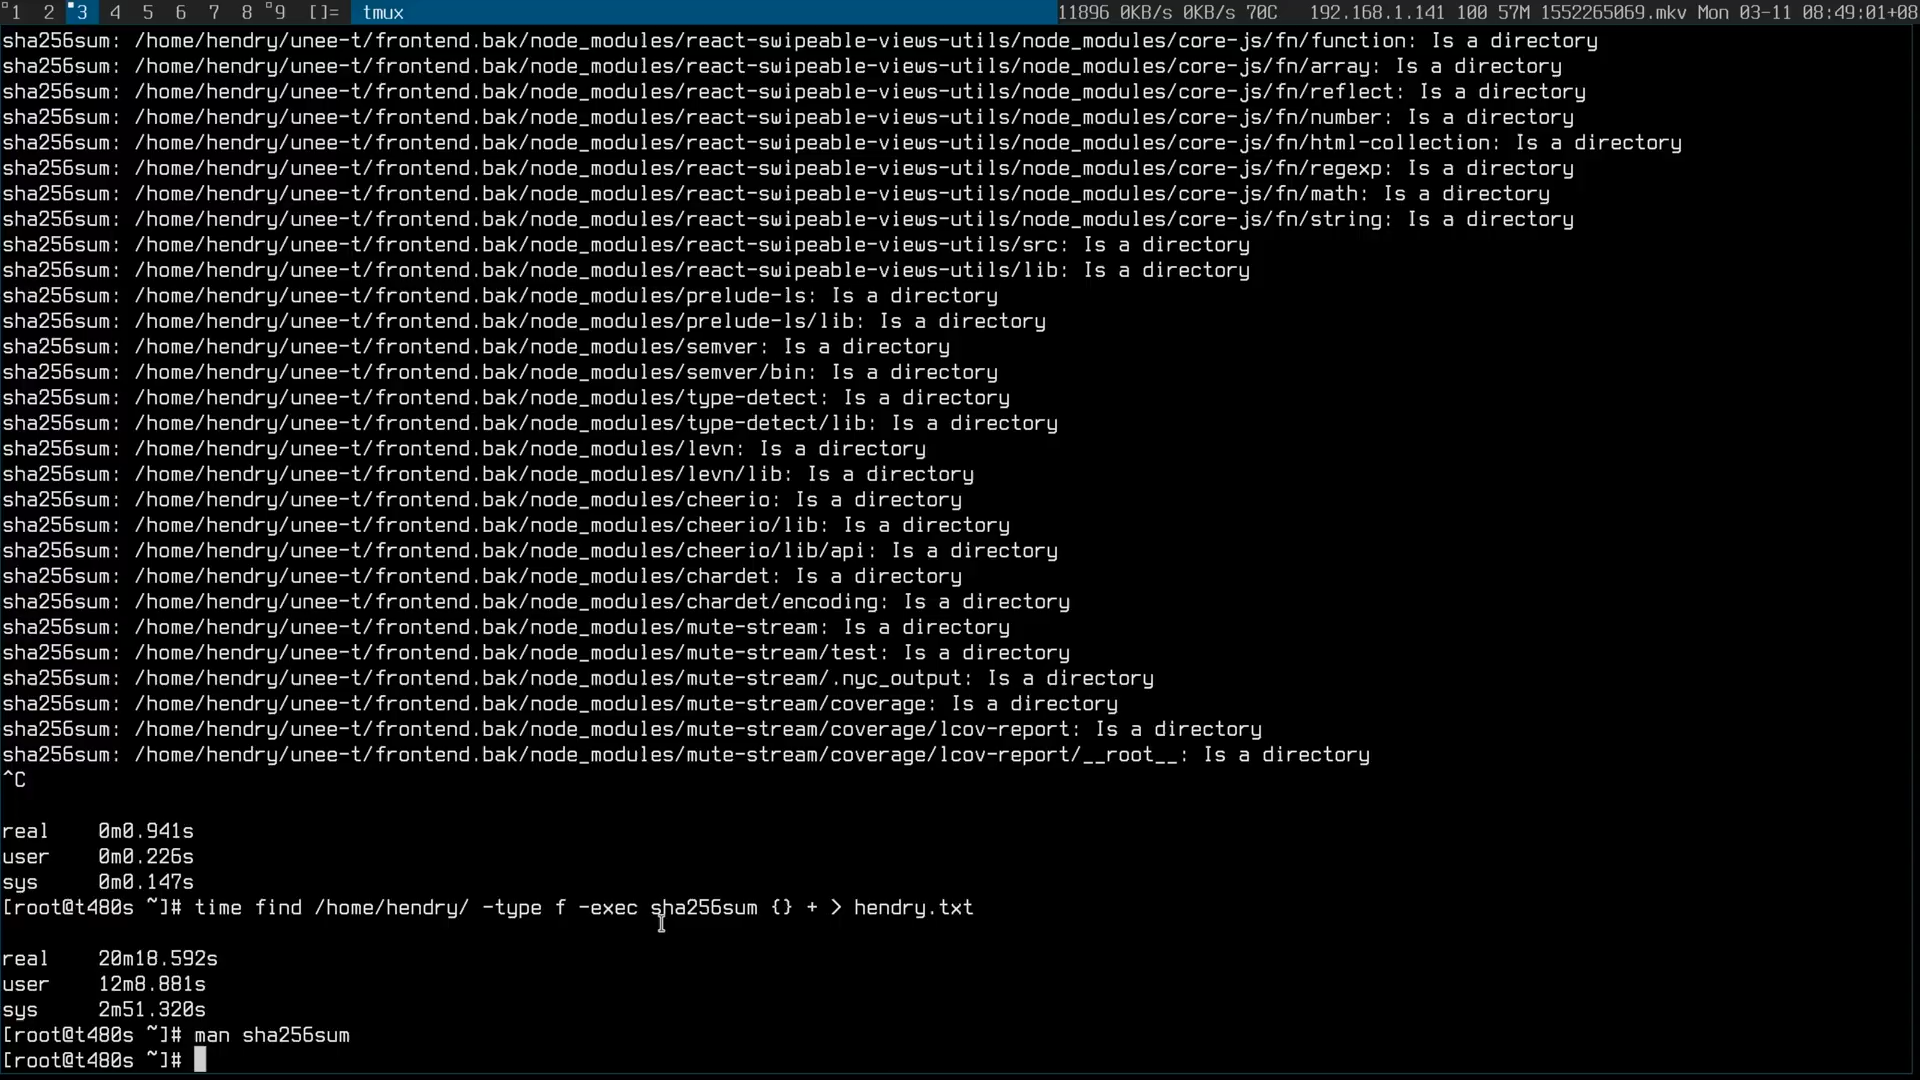 1 2 3 4 5 6 7 8 9 []= tmux 11896 0KB/s 0KB/s 70C 192.168.1.141 100 57M 1552265069.mkv Mon 03-11 08:49:01+08
sha256sum: /home/hendry/unee-t/frontend.bak/node_modules/react-swipeable-views-utils/node_modules/core-js/fn/function: Is a directory
sha256sum: /home/hendry/unee-t/frontend.bak/node_modules/react-swipeable-views-utils/node_modules/core-js/fn/array: Is a directory
sha256sum: /home/hendry/unee-t/frontend.bak/node_modules/react-swipeable-views-utils/node_modules/core-js/fn/reflect: Is a directory
sha256sum: /home/hendry/unee-t/frontend.bak/node_modules/react-swipeable-views-utils/node_modules/core-js/fn/number: Is a directory
sha256sum: /home/hendry/unee-t/frontend.bak/node_modules/react-swipeable-views-utils/node_modules/core-js/fn/html-collection: Is a directory
sha256sum: /home/hendry/unee-t/frontend.bak/node_modules/react-swipeable-views-utils/node_modules/core-js/fn/regexp: Is a directory
sha256sum: /home/hendry/unee-t/frontend.bak/node_modules/react-swipeable-views-utils/node_modules/core-js/fn/math: Is a directory
sha256sum: /home/hendry/unee-t/frontend.bak/node_modules/react-swipeable-views-utils/node_modules/core-js/fn/string: Is a directory
sha256sum: /home/hendry/unee-t/frontend.bak/node_modules/react-swipeable-views-utils/src: Is a directory
sha256sum: /home/hendry/unee-t/frontend.bak/node_modules/react-swipeable-views-utils/lib: Is a directory
sha256sum: /home/hendry/unee-t/frontend.bak/node_modules/prelude-ls: Is a directory
sha256sum: /home/hendry/unee-t/frontend.bak/node_modules/prelude-ls/lib: Is a directory
sha256sum: /home/hendry/unee-t/frontend.bak/node_modules/semver: Is a directory
sha256sum: /home/hendry/unee-t/frontend.bak/node_modules/semver/bin: Is a directory
sha256sum: /home/hendry/unee-t/frontend.bak/node_modules/type-detect: Is a directory
sha256sum: /home/hendry/unee-t/frontend.bak/node_modules/type-detect/lib: Is a directory
sha256sum: /home/hendry/unee-t/frontend.bak/node_modules/levn: Is a directory
sha256sum: /home/hendry/unee-t/frontend.bak/node_modules/levn/lib: Is a directory
sha256sum: /home/hendry/unee-t/frontend.bak/node_modules/cheerio: Is a directory
sha256sum: /home/hendry/unee-t/frontend.bak/node_modules/cheerio/lib: Is a directory
sha256sum: /home/hendry/unee-t/frontend.bak/node_modules/cheerio/lib/api: Is a directory
sha256sum: /home/hendry/unee-t/frontend.bak/node_modules/chardet: Is a directory
sha256sum: /home/hendry/unee-t/frontend.bak/node_modules/chardet/encoding: Is a directory
sha256sum: /home/hendry/unee-t/frontend.bak/node_modules/mute-stream: Is a directory
sha256sum: /home/hendry/unee-t/frontend.bak/node_modules/mute-stream/test: Is a directory
sha256sum: /home/hendry/unee-t/frontend.bak/node_modules/mute-stream/.nyc_output: Is a directory
sha256sum: /home/hendry/unee-t/frontend.bak/node_modules/mute-stream/coverage: Is a directory
sha256sum: /home/hendry/unee-t/frontend.bak/node_modules/mute-stream/coverage/lcov-report: Is a directory
sha256sum: /home/hendry/unee-t/frontend.bak/node_modules/mute-stream/coverage/lcov-report/__root__: Is a directory
^C
real 0m0.941s
user 0m0.226s
sys 0m0.147s
[root@t480s ~]# time find /home/hendry/ -type f -exec sha256sum {} + > hendry.txt
real 20m18.592s
user 12m8.881s
sys 2m51.320s
[root@t480s ~]# man sha256sum
[root@t480s ~]#